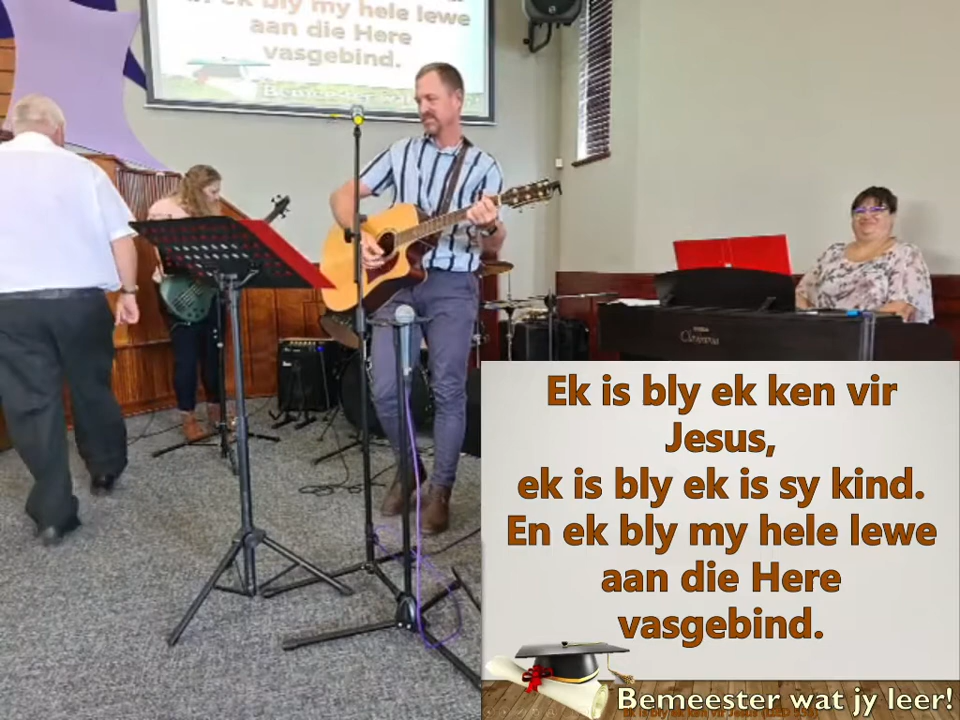 en ek bly my hele lewe
aan die Here
vasgebind.
Bemeester
Clavinova
Ek is bly ek ken vir
Jesus,
ek is bly ek is sy kind.
En ek bly my hele lewe
aan die Here
vasgebind.
Bemeester wat jy leer!